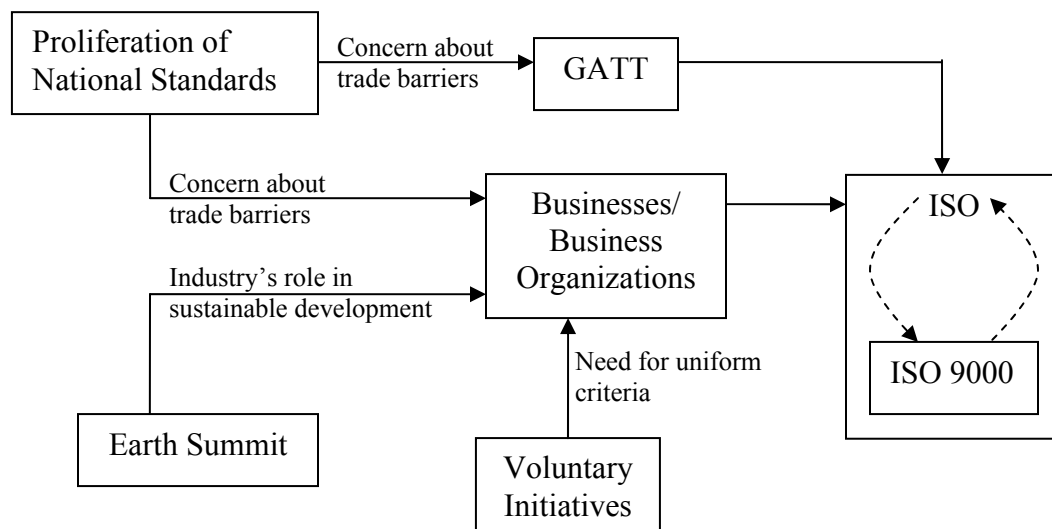 Proliferation of
National Standards
Concern about
trade barriers
GATT
Concern about
trade barriers
Businesses/
Business
Organizations
ISO
Industry’s role in
sustainable development
Need for uniform
criteria
ISO 9000
Earth Summit
Voluntary
Initiatives